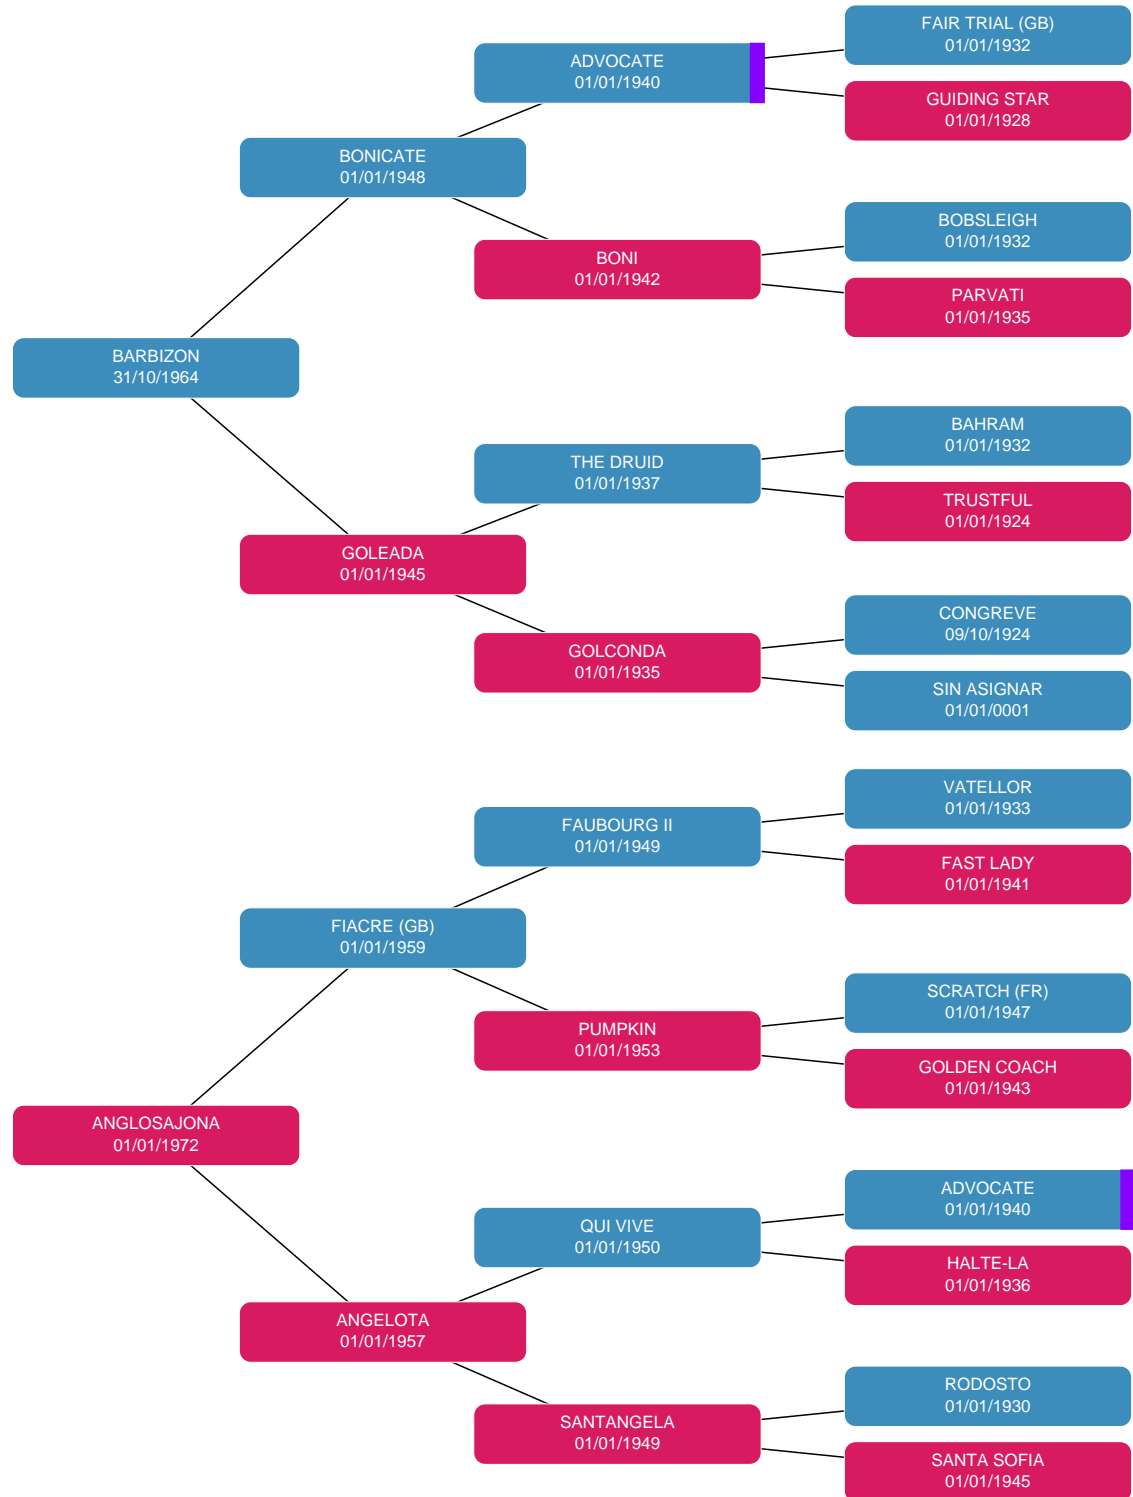 FAIR TRIAL (GB)
01/01/1932
ADVOCATE
01/01/1940
GUIDING STAR
01/01/1928
BONICATE
01/01/1948
BOBSLEIGH
01/01/1932
BONI
01/01/1942
PARVATI
01/01/1935
BARBIZON
31/10/1964
BAHRAM
01/01/1932
THE DRUID
01/01/1937
TRUSTFUL
01/01/1924
GOLEADA
01/01/1945
CONGREVE
09/10/1924
GOLCONDA
01/01/1935
SIN ASIGNAR
01/01/0001
VATELLOR
01/01/1933
FAUBOURG II
01/01/1949
FAST LADY
01/01/1941
FIACRE (GB)
01/01/1959
SCRATCH (FR)
01/01/1947
PUMPKIN
01/01/1953
GOLDEN COACH
01/01/1943
ANGLOSAJONA
01/01/1972
ADVOCATE
01/01/1940
QUI VIVE
01/01/1950
HALTE-LA
01/01/1936
ANGELOTA
01/01/1957
RODOSTO
01/01/1930
SANTANGELA
01/01/1949
SANTA SOFIA
01/01/1945